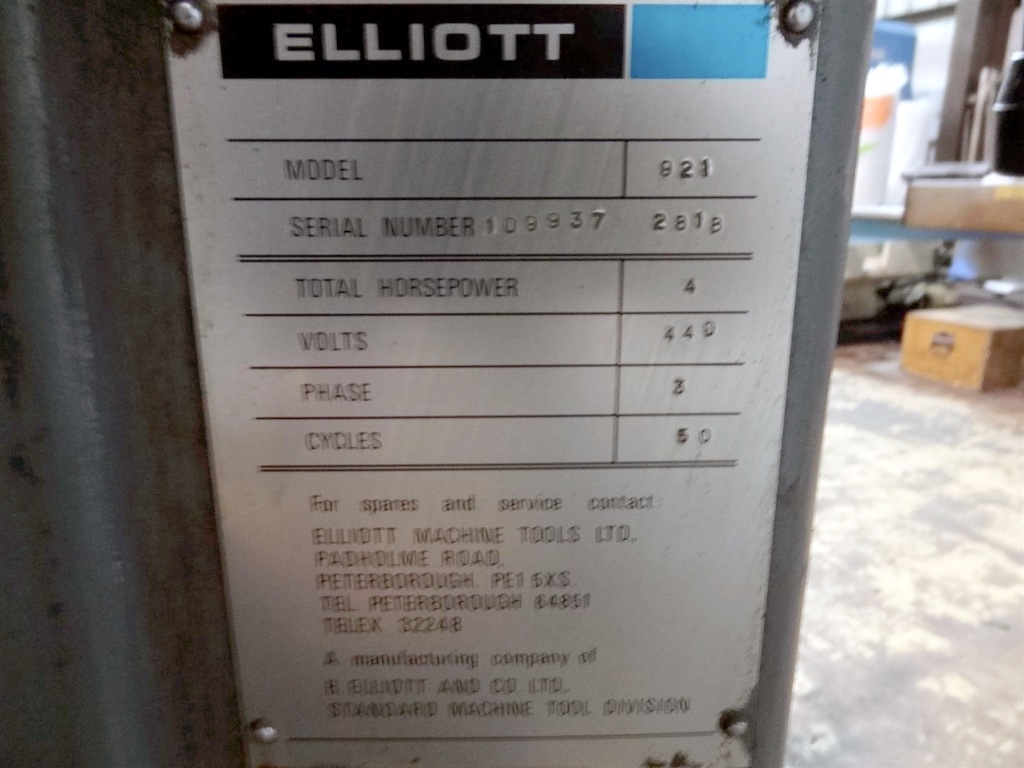 ELLIOTT
MODEL 921
SERIAL NUMBER 109937 2818
TOTAL HORSEPOWER 4
VOLTS 440
PHASE 3
CYCLES 50
For spares and service contact:
ELLIOTT MACHINE TOOLS LTD.,
PADHOLME ROAD,
PETERBOROUGH. PE1 5XS.
TEL. PETERBOROUGH 64851
TELEX 32248
A manufacturing company of
B. ELLIOTT AND CO. LTD.,
STANDARD MACHINE TOOL DIVISION